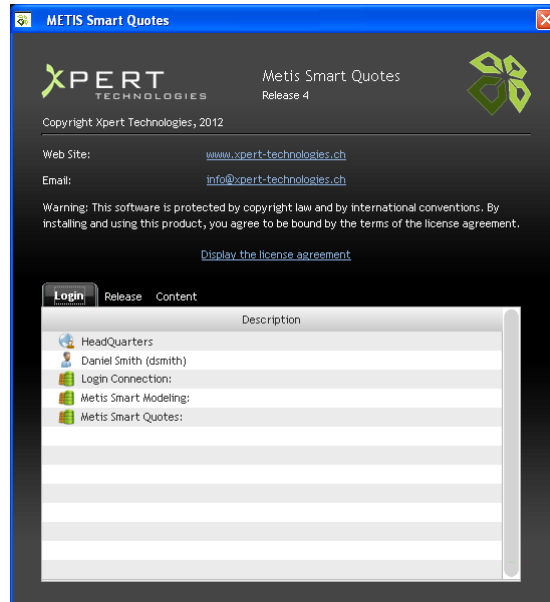 METIS Smart Quotes
XPERT
TECHNOLOGIES
Metis Smart Quotes
Release 4
Copyright Xpert Technologies, 2012
Web Site:
www.xpert-technologies.ch
Email:
info@xpert-technologies.ch
Warning: This software is protected by copyright law and by international conventions. By
installing and using this product, you agree to be bound by the terms of the license agreement.
Display the license agreement
Login Release Content
Description
HeadQuarters
Daniel Smith (dsmith)
Login Connection:
Metis Smart Modeling:
Metis Smart Quotes: